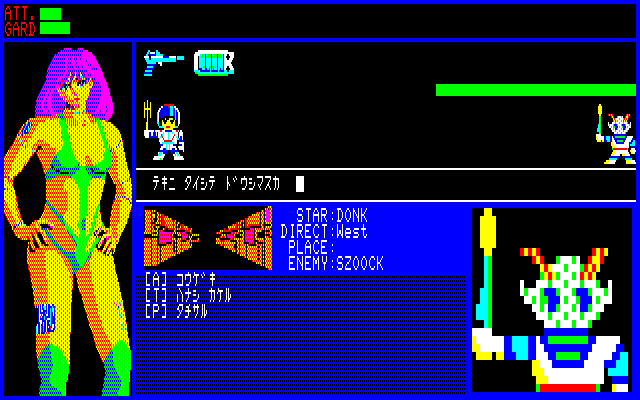 ATT.
GARD
テキニ タイシテ ドウシマスカ
STAR:DONK
DIRECT:West
PLACE:
ENEMY:SZOOCK
[A] コウゲキ
[T] ハナシ カケル
[P] タチサル